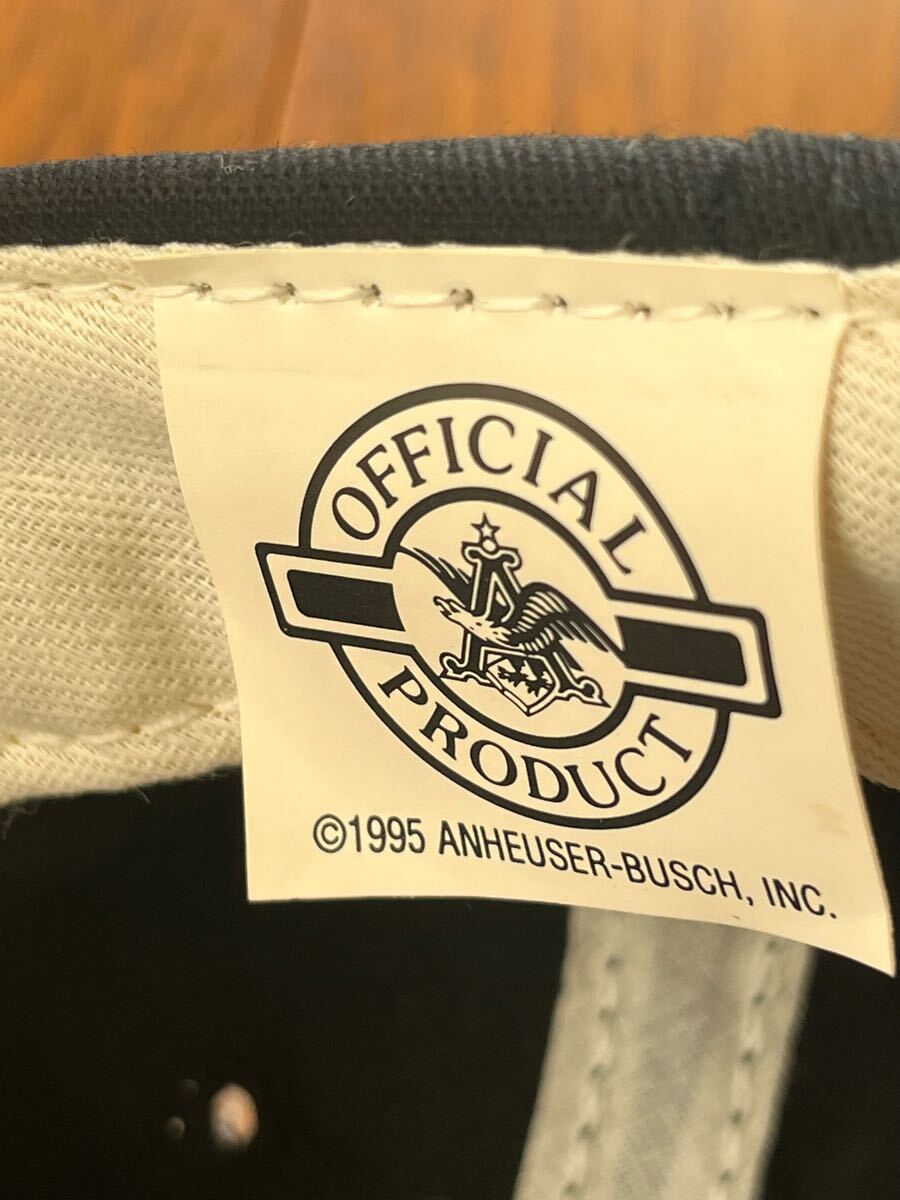 OFFICIAL
PRODUCT
©1995 ANHEUSER-BUSCH, INC.